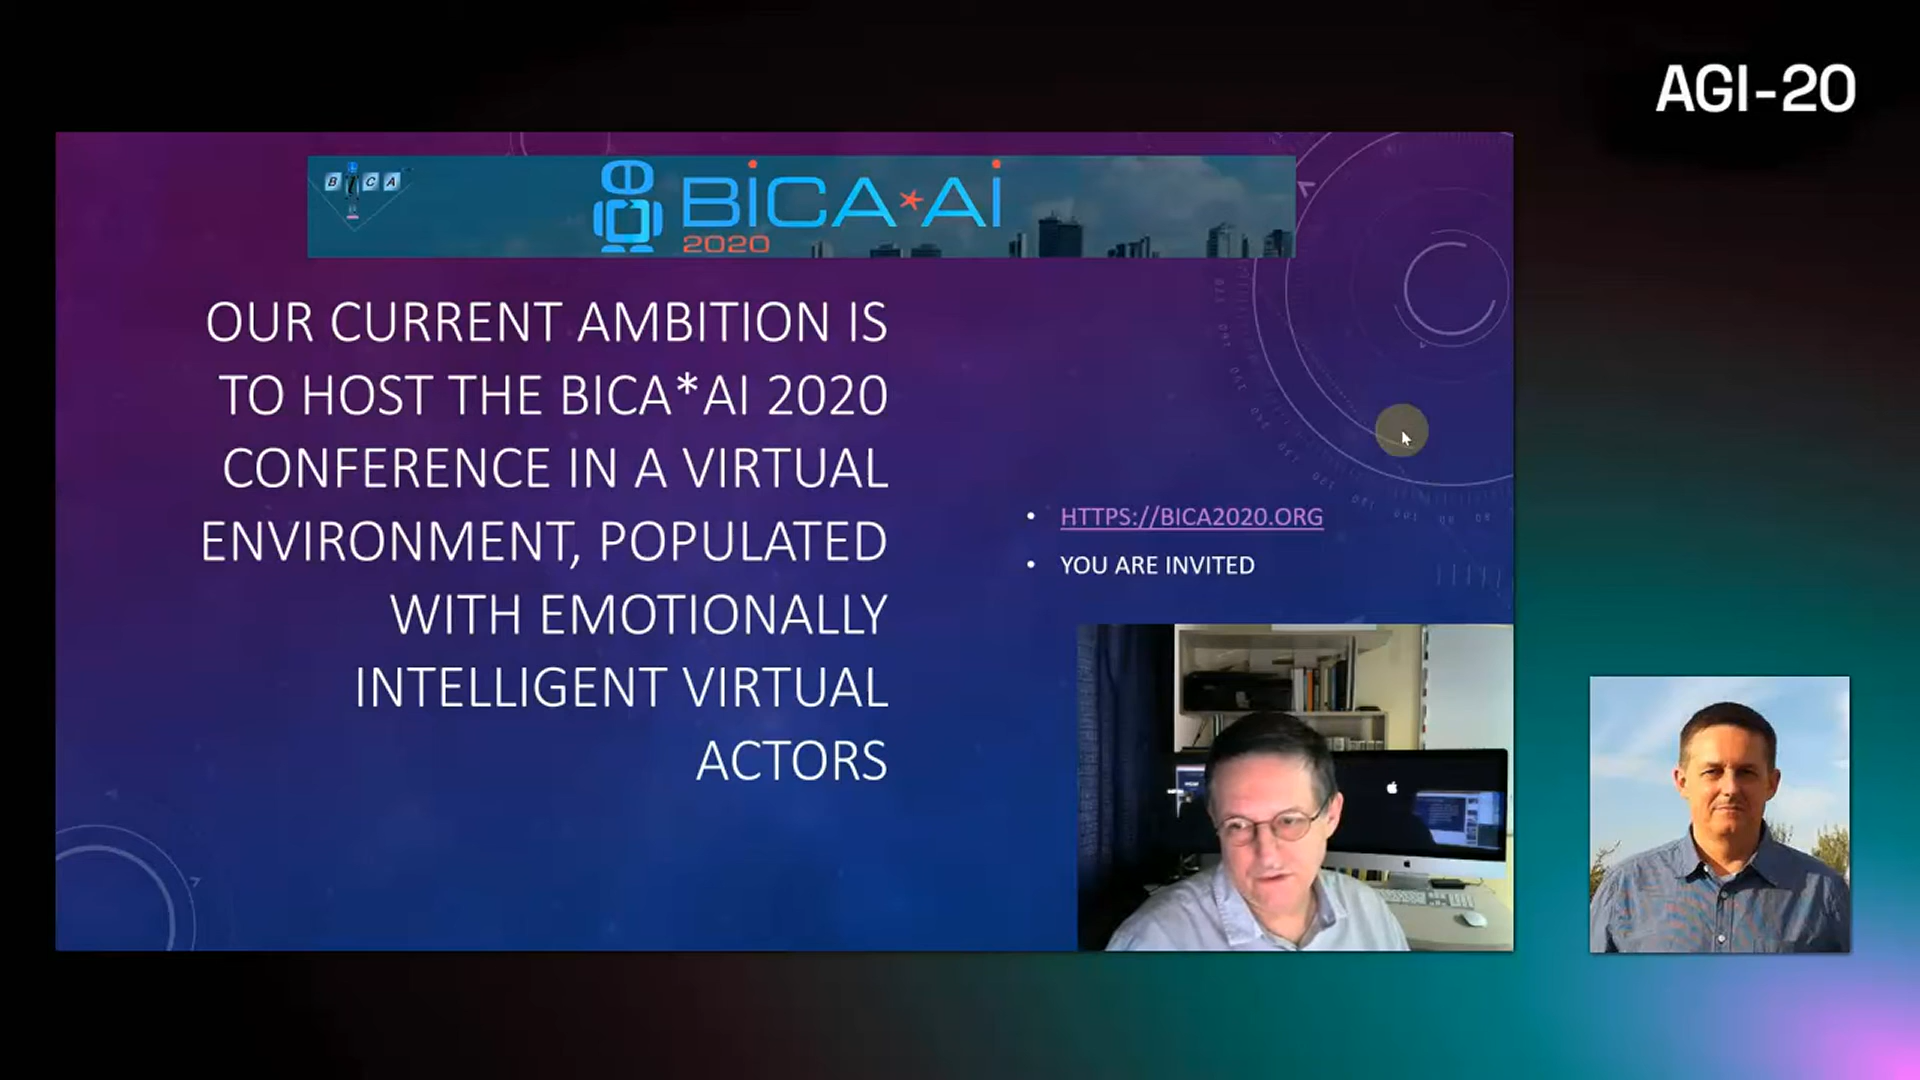 AGI-20
B I C A
BiCA*Ai
2020
OUR CURRENT AMBITION IS
TO HOST THE BICA*AI 2020
CONFERENCE IN A VIRTUAL
ENVIRONMENT, POPULATED
WITH EMOTIONALLY
INTELLIGENT VIRTUAL
ACTORS
• HTTPS://BICA2020.ORG
• YOU ARE INVITED